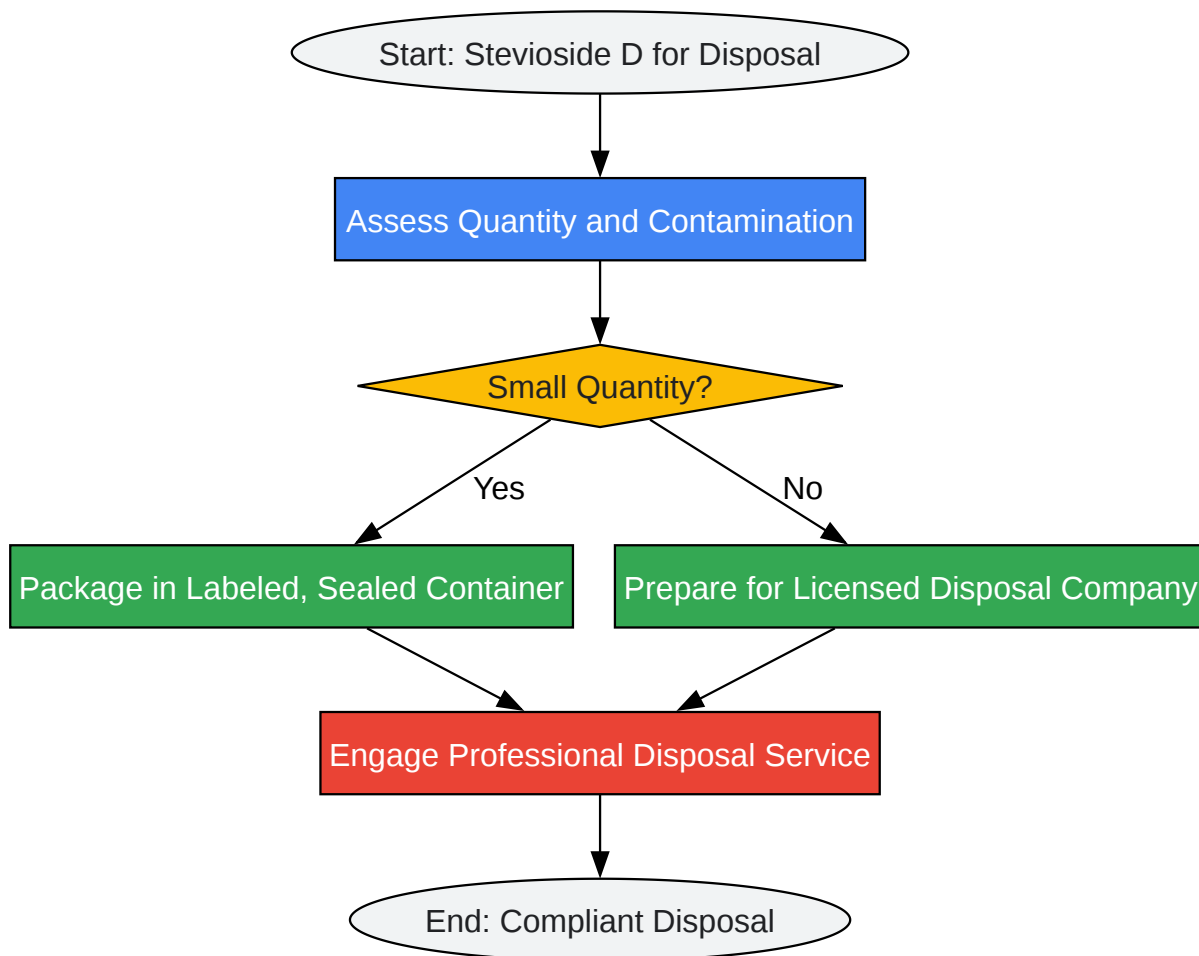 Start: Stevioside D for Disposal
Assess Quantity and Contamination
Small Quantity?
Yes
No
Package in Labeled, Sealed Container
Prepare for Licensed Disposal Company
Engage Professional Disposal Service
End: Compliant Disposal